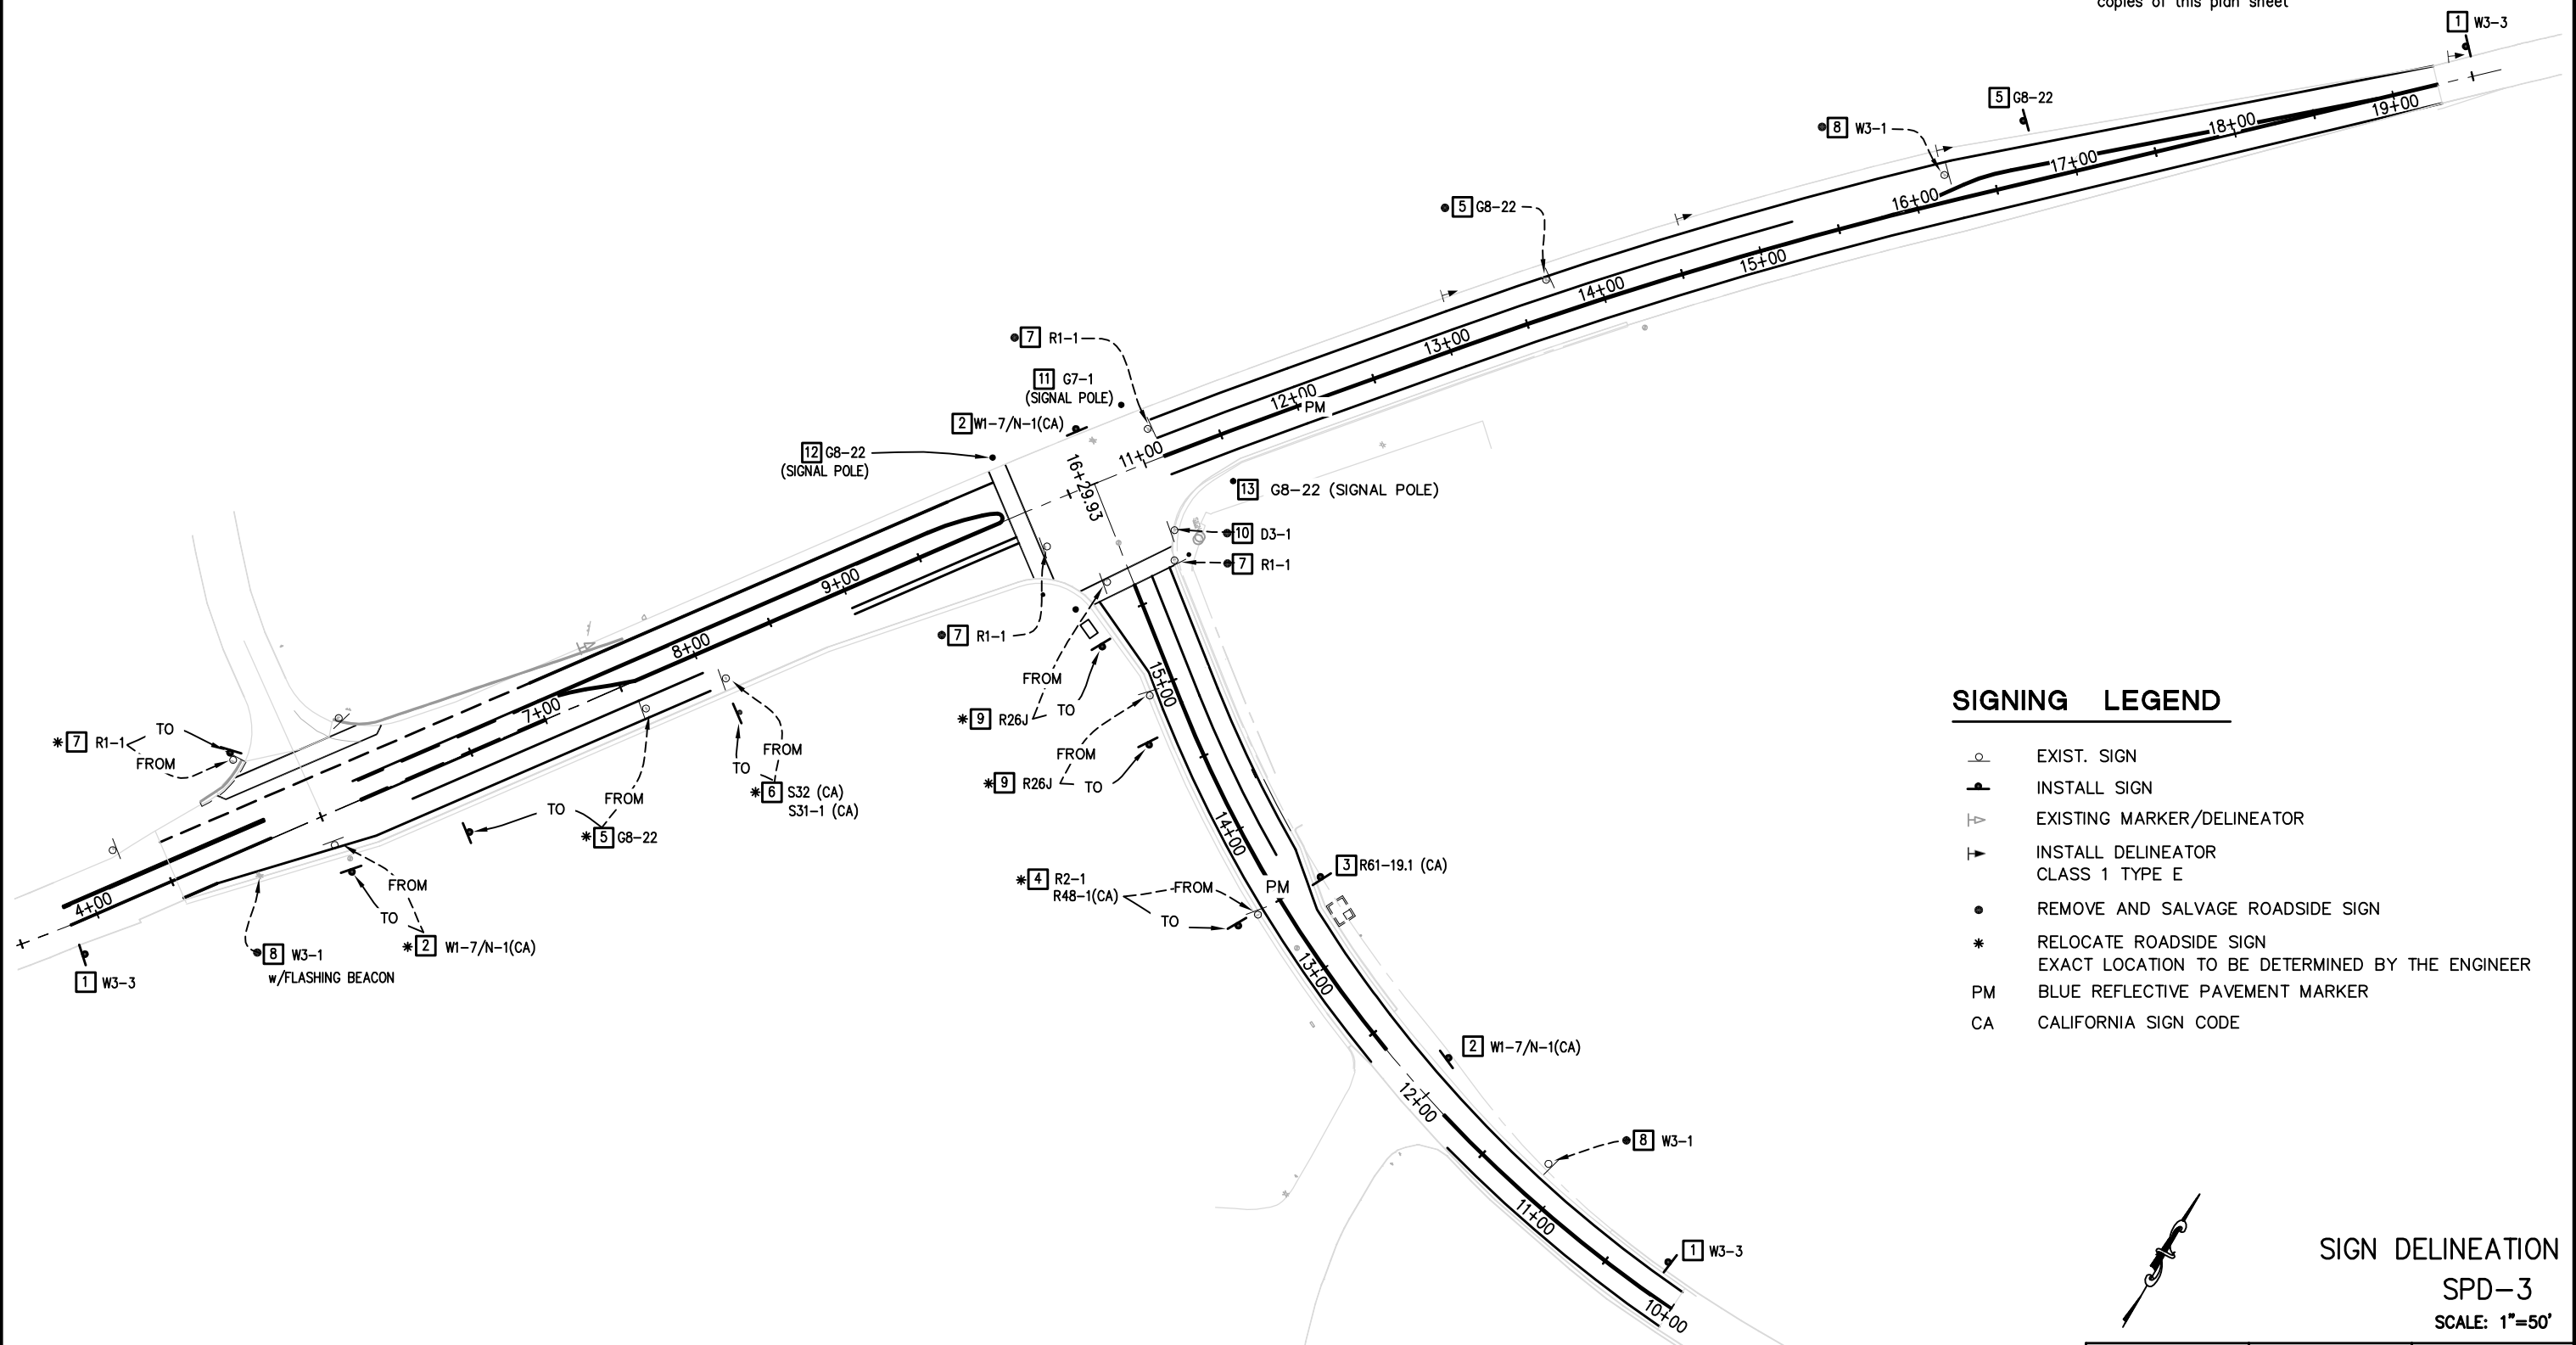 copies of this plan sheet
1 W3-3
5 G8-22
8 W3-1
19+00
18+00
17+00
16+00
5 G8-22
15+00
14+00
13+00
7 R1-1
11 G7-1
(SIGNAL POLE)
12+00
PM
2 W1-7/N-1(CA)
12 G8-22
(SIGNAL POLE)
11+00
16+29.93
13 G8-22 (SIGNAL POLE)
10 D3-1
7 R1-1
9+00
8+00
7+00
7 R1-1
FROM
TO
* 9 R26J
15+00
FROM
TO
* 9 R26J
TO
* 7 R1-1
FROM
FROM
TO
* 6 S32 (CA)
S31-1 (CA)
FROM
TO
* 5 G8-22
14+00
3 R61-19.1 (CA)
PM
* 4 R2-1
R48-1(CA)
FROM
TO
FROM
TO
* 2 W1-7/N-1(CA)
4+00
8 W3-1
w/FLASHING BEACON
1 W3-3
13+00
2 W1-7/N-1(CA)
12+00
8 W3-1
11+00
1 W3-3
10+00
SIGNING LEGEND
EXIST. SIGN
INSTALL SIGN
EXISTING MARKER/DELINEATOR
INSTALL DELINEATOR
CLASS 1 TYPE E
REMOVE AND SALVAGE ROADSIDE SIGN
* RELOCATE ROADSIDE SIGN
EXACT LOCATION TO BE DETERMINED BY THE ENGINEER
PM BLUE REFLECTIVE PAVEMENT MARKER
CA CALIFORNIA SIGN CODE
SIGN DELINEATION
SPD-3
SCALE: 1"=50'